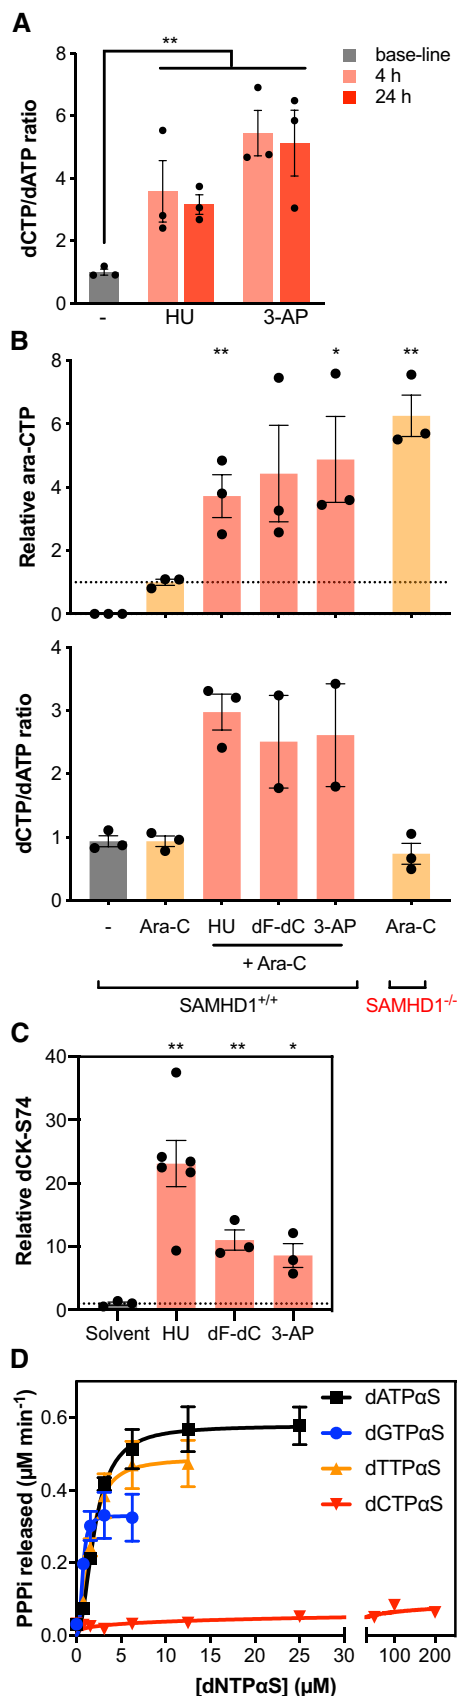 A
**
base-line
4 h
24 h
dCTP/dATP ratio
8
6
4
2
0
-
HU
3-AP
B
Relative ara-CTP
8
6
4
2
0
**
*
**
dCTP/dATP ratio
4
3
2
1
0
-
Ara-C
HU
dF-dC
3-AP
Ara-C
+ Ara-C
SAMHD1+/+
SAMHD1-/-
C
Relative dCK-S74
40
30
20
10
0
**
**
*
Solvent
HU
dF-dC
3-AP
D
PPPi released (μM min-1)
0.6
0.4
0.2
0.0
dATPαS
dGTPαS
dTTPαS
dCTPαS
0 5 10 15 20 25 30 100 200
[dNTPαS] (μM)